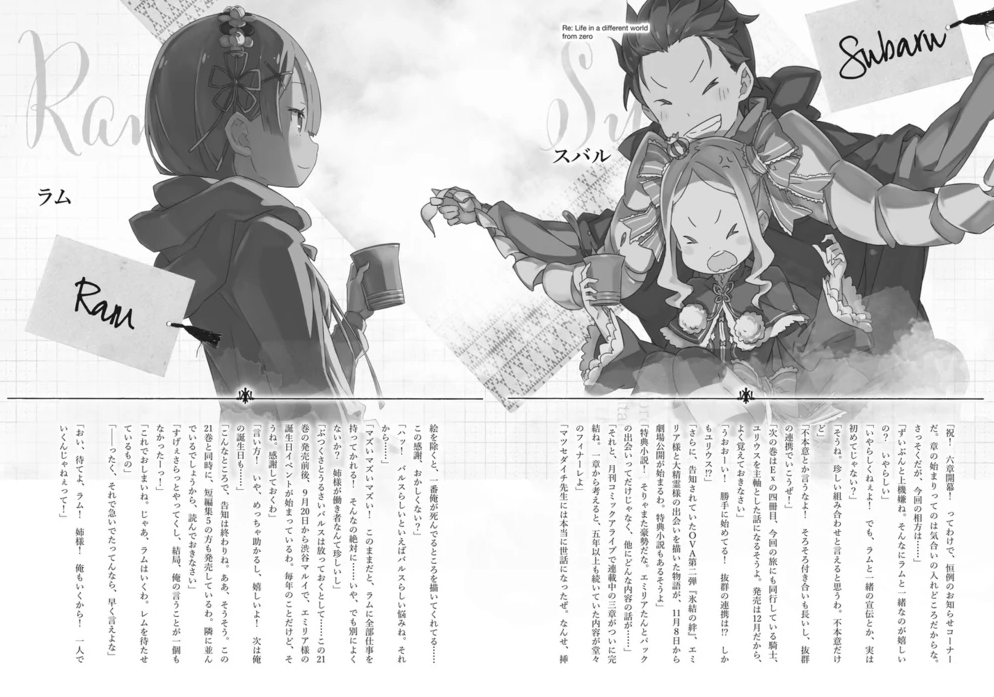 Re: Life in a different world
from zero
Subaru
Su
スバル
「祝! 六章開幕! ってわけで、恒例のお知らせコーナー
だ。章の始まりってのは気合いの入れどころだからな。
さっそくだが、今回の相方は……」
「ずいぶんと上機嫌ね。そんなにラムと一緒なのが嬉しい
の? いやらしい」
「いやらしくねぇよ! でも、ラムと一緒の宣伝とか、実は
初めてじゃない?」
「そうね。珍しい組み合わせと言えると思うわ。不本意だけ
ど」
「不本意とか言うなよ! そろそろ付き合いも長いし、抜群
の連携でいこうぜ!」
「次の巻はExの四冊目、今回の旅にも同行している騎士、
ユリウスを主軸とした話になるそうよ。発売は12月だから、
よく覚えておきなさい」
「うおおーい! 勝手に始めてる! 抜群の連携は!? しか
もユリウス!?」
「さらに、告知されていたOVA第二弾『氷結の絆』、エミ
リア様と大精霊様の出会いを描いた物語が、11月8日から
劇場公開が始まるわ。特典小説もあるそうよ」
「特典小説! そりゃまた豪勢だな。エミリアたんとパック
の出会いってだけじゃなく、他にどんな内容の話が……」
「それと、月刊コミックアライブで連載中の三章がついに完
結ね。一章から考えると、五年以上も続いていた内容が堂々
のフィナーレよ」
「マツセダイチ先生には本当に世話になったぜ。なんせ、挿
Ram
ラム
Ram
絵を除くと、一番俺が死んでるところを描いてくれてる……
この感謝、おかしくない?」
「ハッ! バルスらしいといえばバルスらしい悩みね。それ
から……」
「マズいマズいマズい! このままだと、ラムに全部仕事を
持ってかれる! そんなの絶対に……いや、でも別によく
ないか? 姉様が働き者なんて珍しいし」
「ぶつくさとうるさいバルスは放っておくとして……この21
巻の発売前後、9月20日から渋谷マルイで、エミリア様の
誕生日イベントが始まっているわ。毎年のことだけど、そ
うね。感謝しておくわ」
「言い方! いや、めっちゃ助かるし、嬉しいよ! 次は俺
の誕生日も……」
「こんなところで、告知は終わりね。ああ、そうそう。この
21巻と同時に、短編集5の方も発売しているわ。隣に並ん
でいるでしょうから、読んでおきなさい」
「すげぇさらっとやってくし、結局、俺の言うことが一個も
なかったーっ!」
「これでおしまいね。じゃあ、ラムはいくわ。レムを待たせ
ているもの」
「──ったく、それで急いでたってんなら、早く言えよな」
「おい、待てよ、ラム! 姉様! 俺もいくから! 一人で
いくんじゃねぇって!」